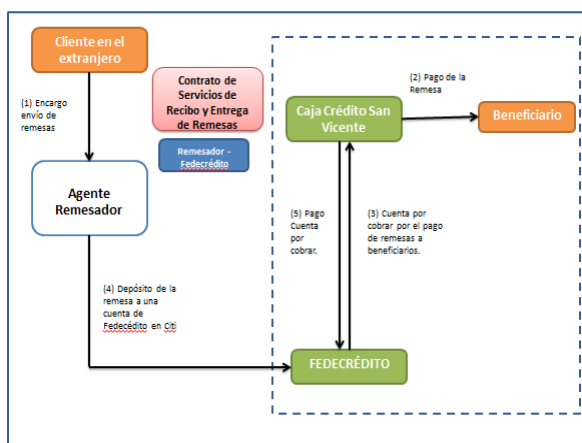 Cliente en el
extranjero
(1) Encargo
envío de
remesas
Contrato de
Servicios de
Recibo y Entrega
de Remesas
Remesador -
Fedecrédito
Agente
Remesador
(4) Depósito de la
remesa a una
cuenta de
Fedecédito en Citi
Caja Crédito San
Vicente
(2) Pago de la
Remesa
Beneficiario
(5) Pago
Cuenta
por
cobrar.
(3) Cuenta por
cobrar por el pago
de remesas a
beneficiarios.
FEDECRÉDITO